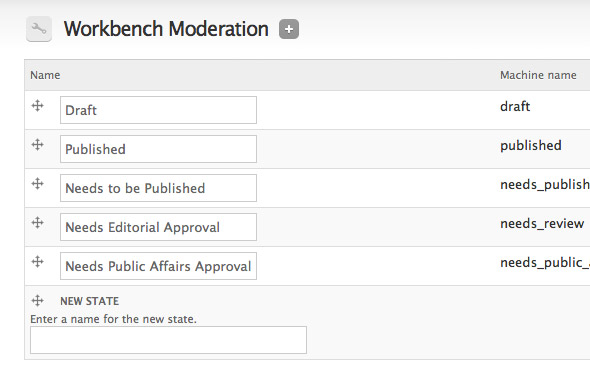 Workbench Moderation
Name Machine name
Draft draft
Published published
Needs to be Published needs_publish
Needs Editorial Approval needs_review
Needs Public Affairs Approval needs_public_
NEW STATE
Enter a name for the new state.